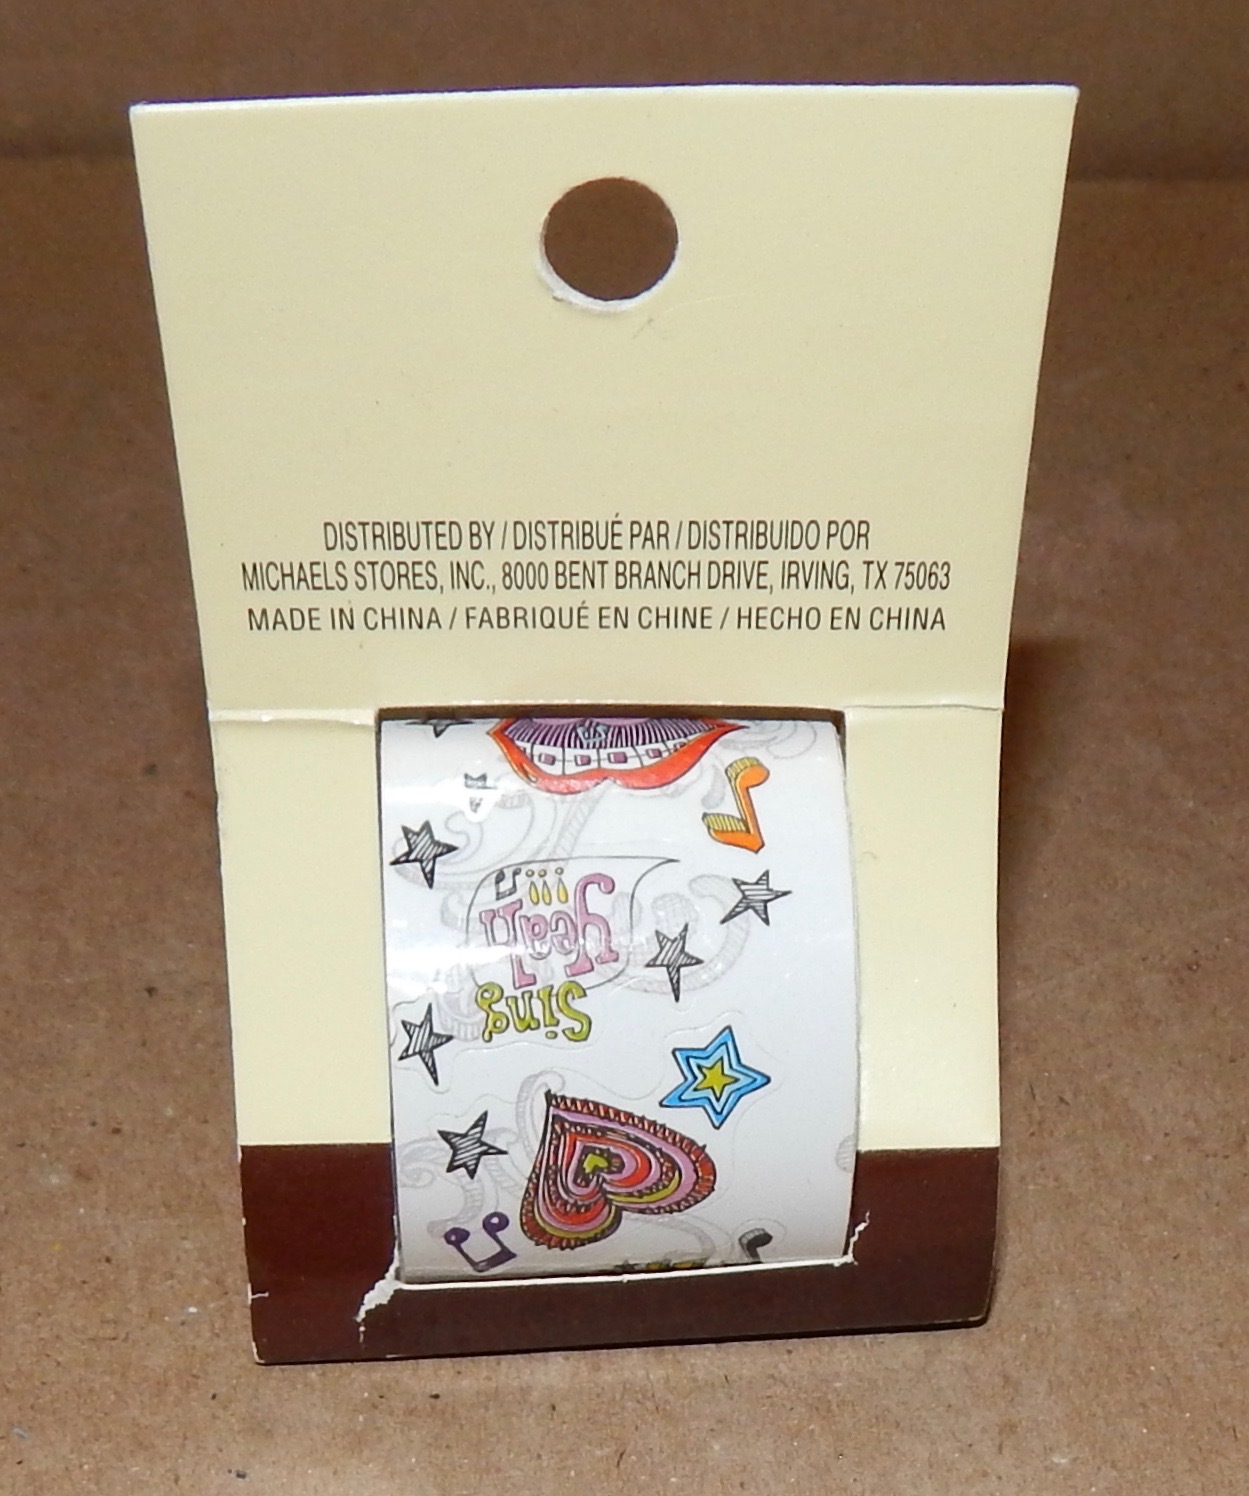 DISTRIBUTED BY / DISTRIBUÉ PAR / DISTRIBUIDO POR
MICHAELS STORES, INC., 8000 BENT BRANCH DRIVE, IRVING, TX 75063
MADE IN CHINA / FABRIQUÉ EN CHINE / HECHO EN CHINA
Sing
Yeah
!!!